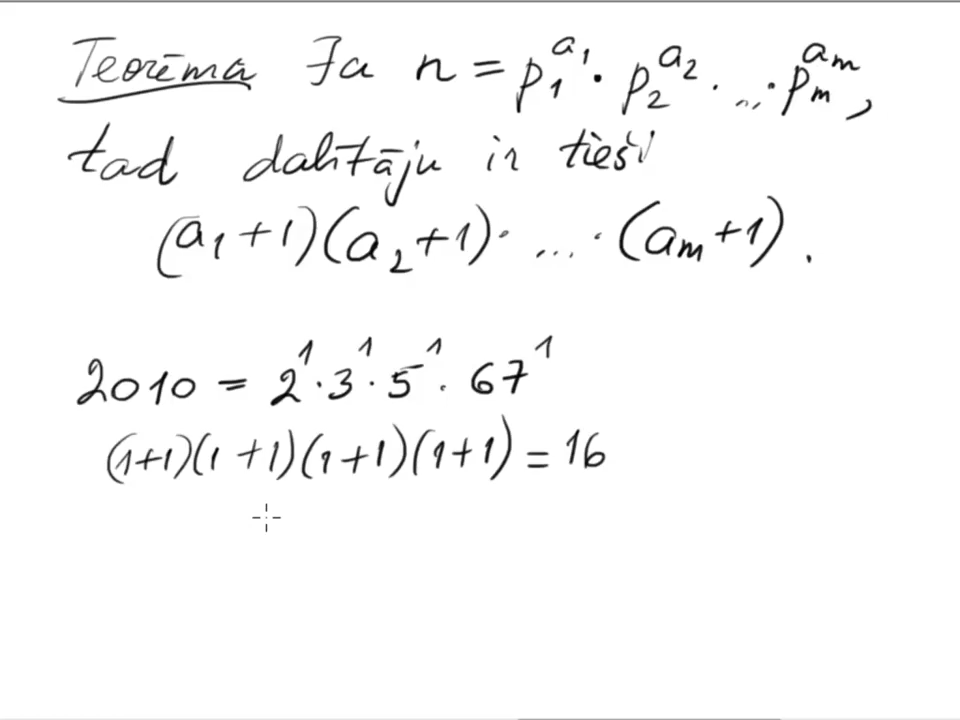 Teorēma Ja n = p₁^a₁ · p₂^a₂ · ... · pₘ^aₘ,
tad dalītāju ir tieši
(a₁+1)(a₂+1) · ... · (aₘ+1).
2010 = 2¹ · 3¹ · 5¹ · 67¹
(1+1)(1+1)(1+1)(1+1) = 16